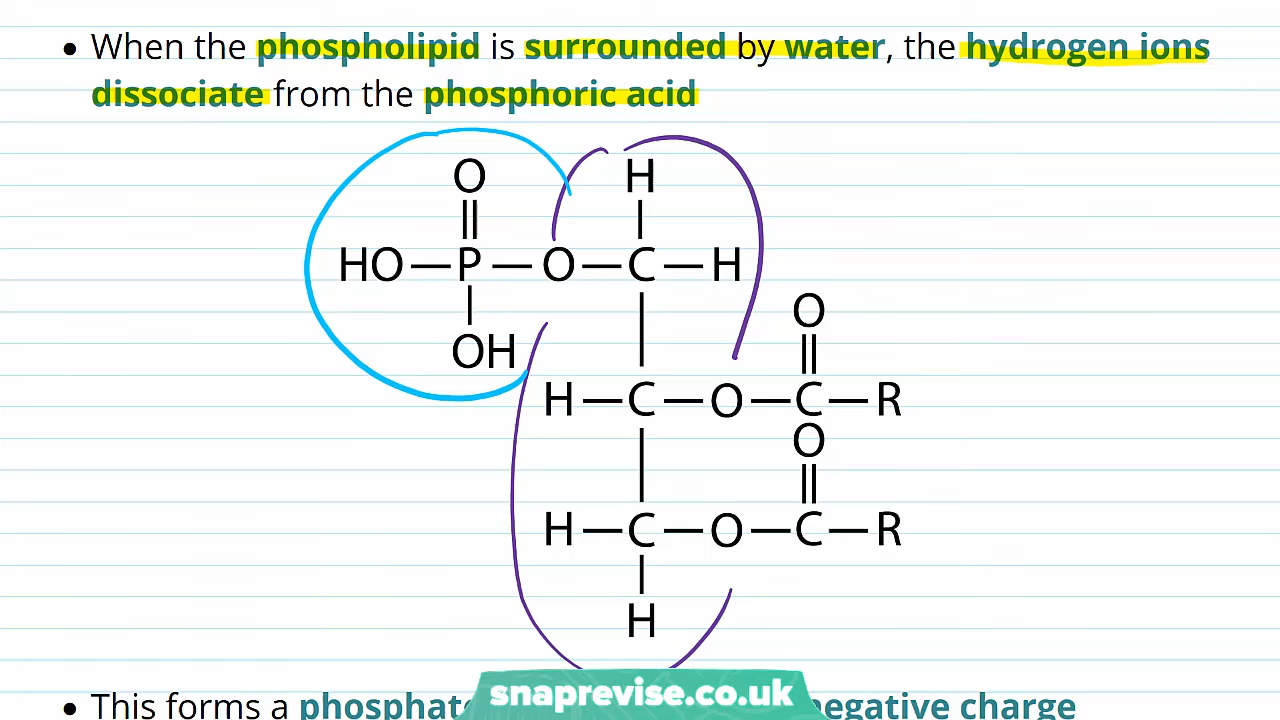 • When the phospholipid is surrounded by water, the hydrogen ions
dissociate from the phosphoric acid
O H
HO P O C H
O
OH
H C O C R
O
H C O C R
H
snaprevise.co.uk
• This forms a negative charge